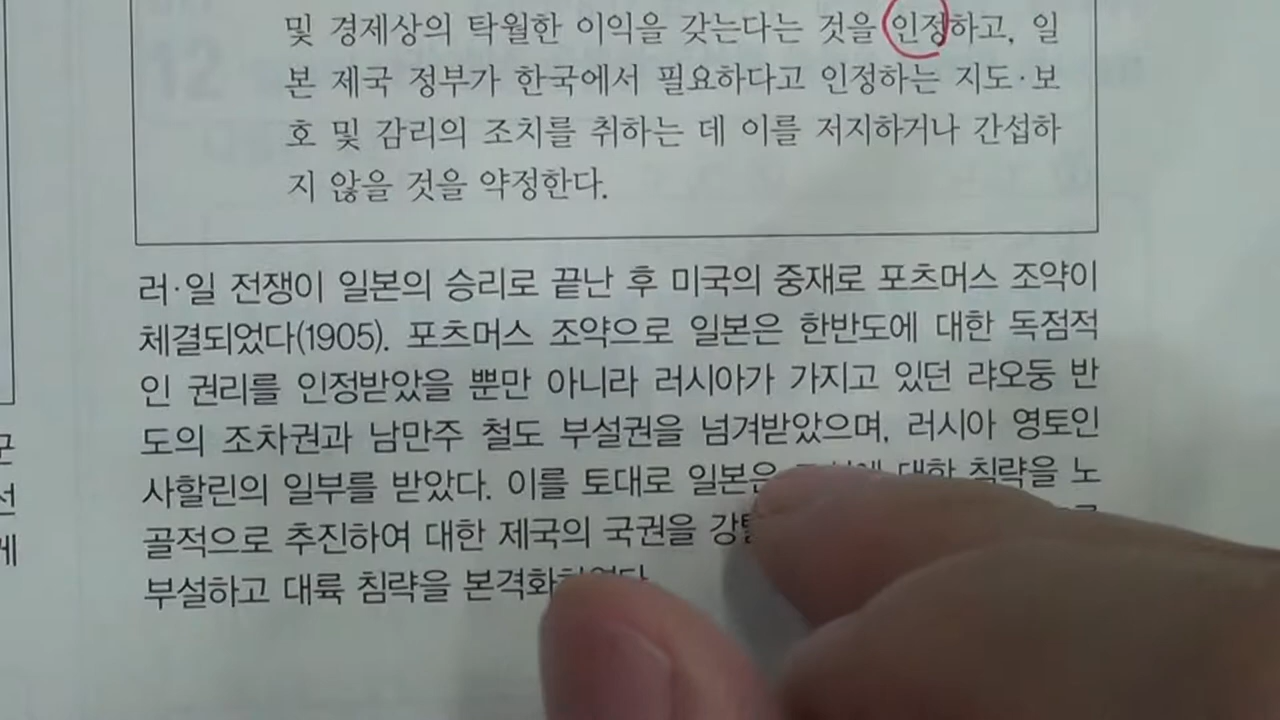 및 경제상의 탁월한 이익을 갖는다는 것을 인정하고, 일
본 제국 정부가 한국에서 필요하다고 인정하는 지도·보
호 및 감리의 조치를 취하는 데 이를 저지하거나 간섭하
지 않을 것을 약정한다.
러·일 전쟁이 일본의 승리로 끝난 후 미국의 중재로 포츠머스 조약이
체결되었다(1905). 포츠머스 조약으로 일본은 한반도에 대한 독점적
인 권리를 인정받았을 뿐만 아니라 러시아가 가지고 있던 랴오둥 반
도의 조차권과 남만주 철도 부설권을 넘겨받았으며, 러시아 영토인
사할린의 일부를 받았다. 이를 토대로 일본은 대한 침략을 노
골적으로 추진하여 대한 제국의 국권을
부설하고 대륙 침략을 본격화하였다.